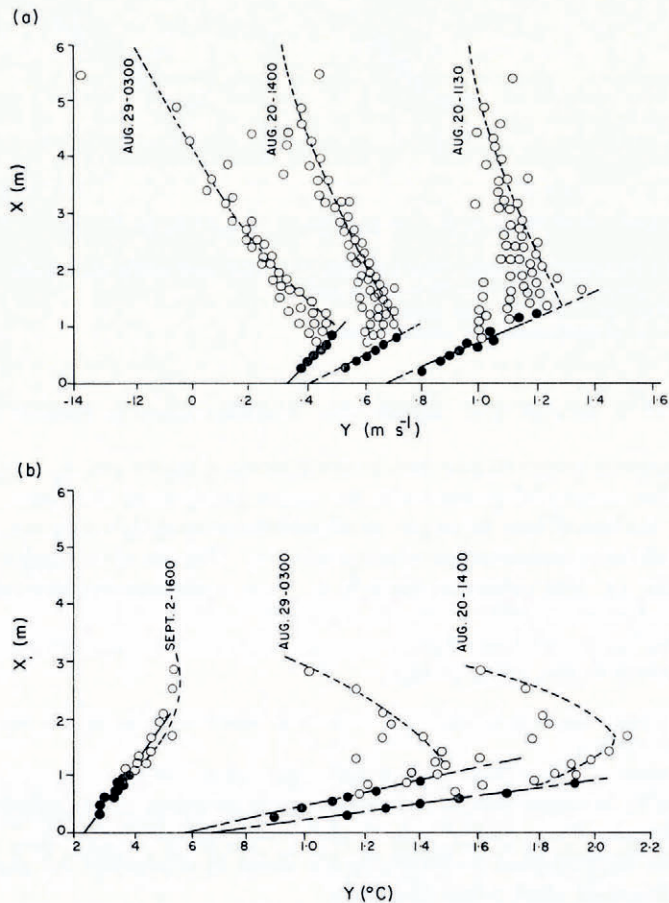 (a)
6
5
4
3
2
1
0
X (m)
AUG. 29-0300
AUG. 20-1400
AUG. 20-1130
-14 0 ·2 ·4 ·6 ·8 1·0 1·2 1·4 1·6
Y (m s⁻¹)
(b)
6
5
4
3
2
1
0
X (m)
SEPT. 2-1600
AUG. 29-0300
AUG. 20-1400
2 4 6 8 1·0 1·2 1·4 1·6 1·8 2·0 2·2
Y (°C)